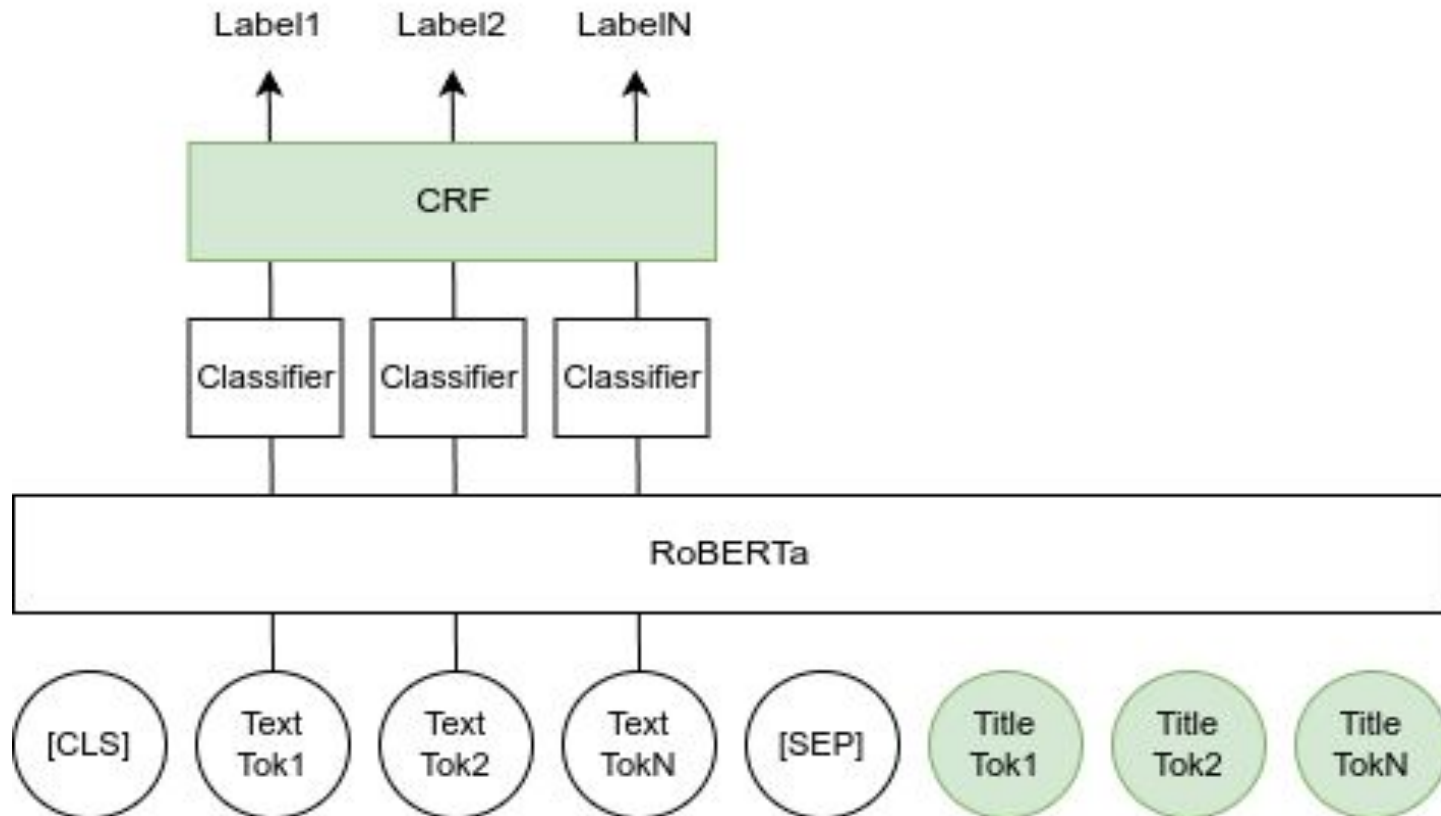 Label1 Label2 LabelN
CRF
Classifier Classifier Classifier
RoBERTa
[CLS] Text Tok1 Text Tok2 Text TokN [SEP] Title Tok1 Title Tok2 Title TokN